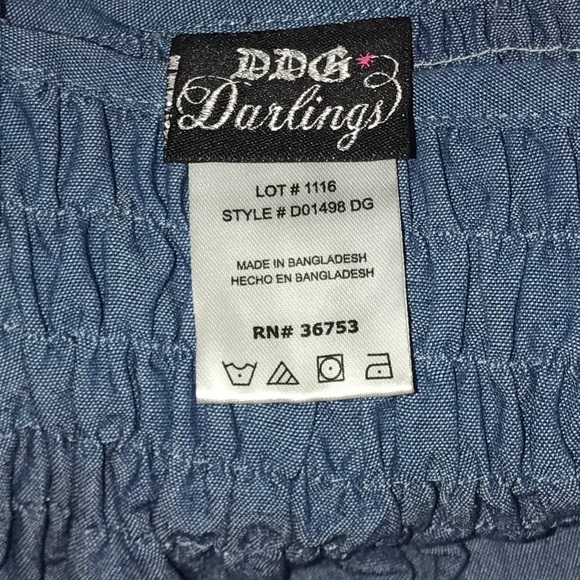 DDG
Darlings
LOT # 1116
STYLE # D01498 DG
MADE IN BANGLADESH
HECHO EN BANGLADESH
RN# 36753